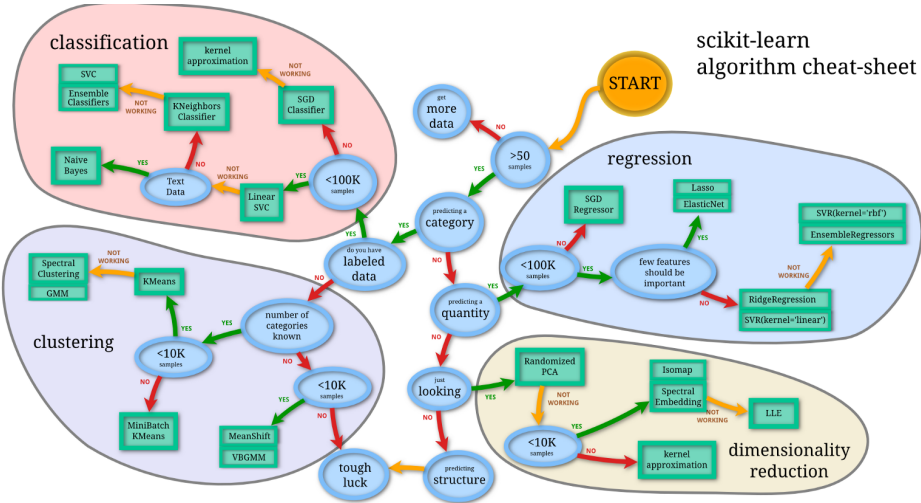 scikit-learn
algorithm cheat-sheet
START
classification
kernel
approximation
NOT
WORKING
SVC
Ensemble
Classifiers
NOT
WORKING
KNeighbors
Classifier
SGD
Classifier
NO
NO
Naive
Bayes
YES
Text
Data
NOT
WORKING
Linear
SVC
YES
<100K
samples
YES
get
more
data
NO
>50
samples
YES
predicting a
category
YES
NO
do you have
labeled
data
NO
predicting a
quantity
YES
NO
just
looking
YES
NO
predicting
structure
tough
luck
regression
SGD
Regressor
NO
<100K
samples
YES
few features
should be
important
YES
Lasso
ElasticNet
NO
RidgeRegression
SVR(kernel='linear')
NOT
WORKING
SVR(kernel='rbf')
EnsembleRegressors
clustering
Spectral
Clustering
GMM
NOT
WORKING
KMeans
YES
number of
categories
known
YES
NO
<10K
samples
NO
MiniBatch
KMeans
<10K
samples
YES
NO
MeanShift
VBGMM
dimensionality
reduction
Randomized
PCA
NOT
WORKING
<10K
samples
YES
NO
Isomap
Spectral
Embedding
NOT
WORKING
LLE
kernel
approximation